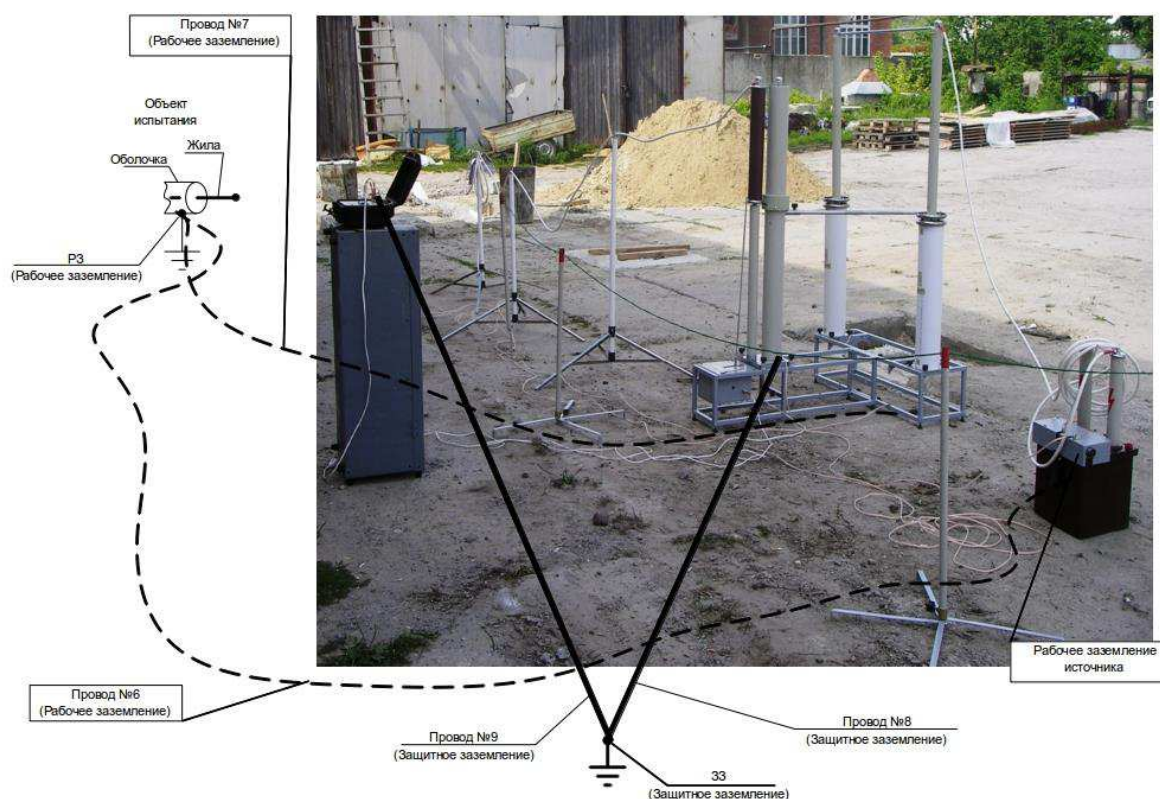 Провод №7
(Рабочее заземление)
Объект
испытания
Оболочка
Жила
РЗ
(Рабочее заземление)
Рабочее заземление
источника
Провод №6
(Рабочее заземление)
Провод №9
(Защитное заземление)
Провод №8
(Защитное заземление)
ЗЗ
(Защитное заземление)